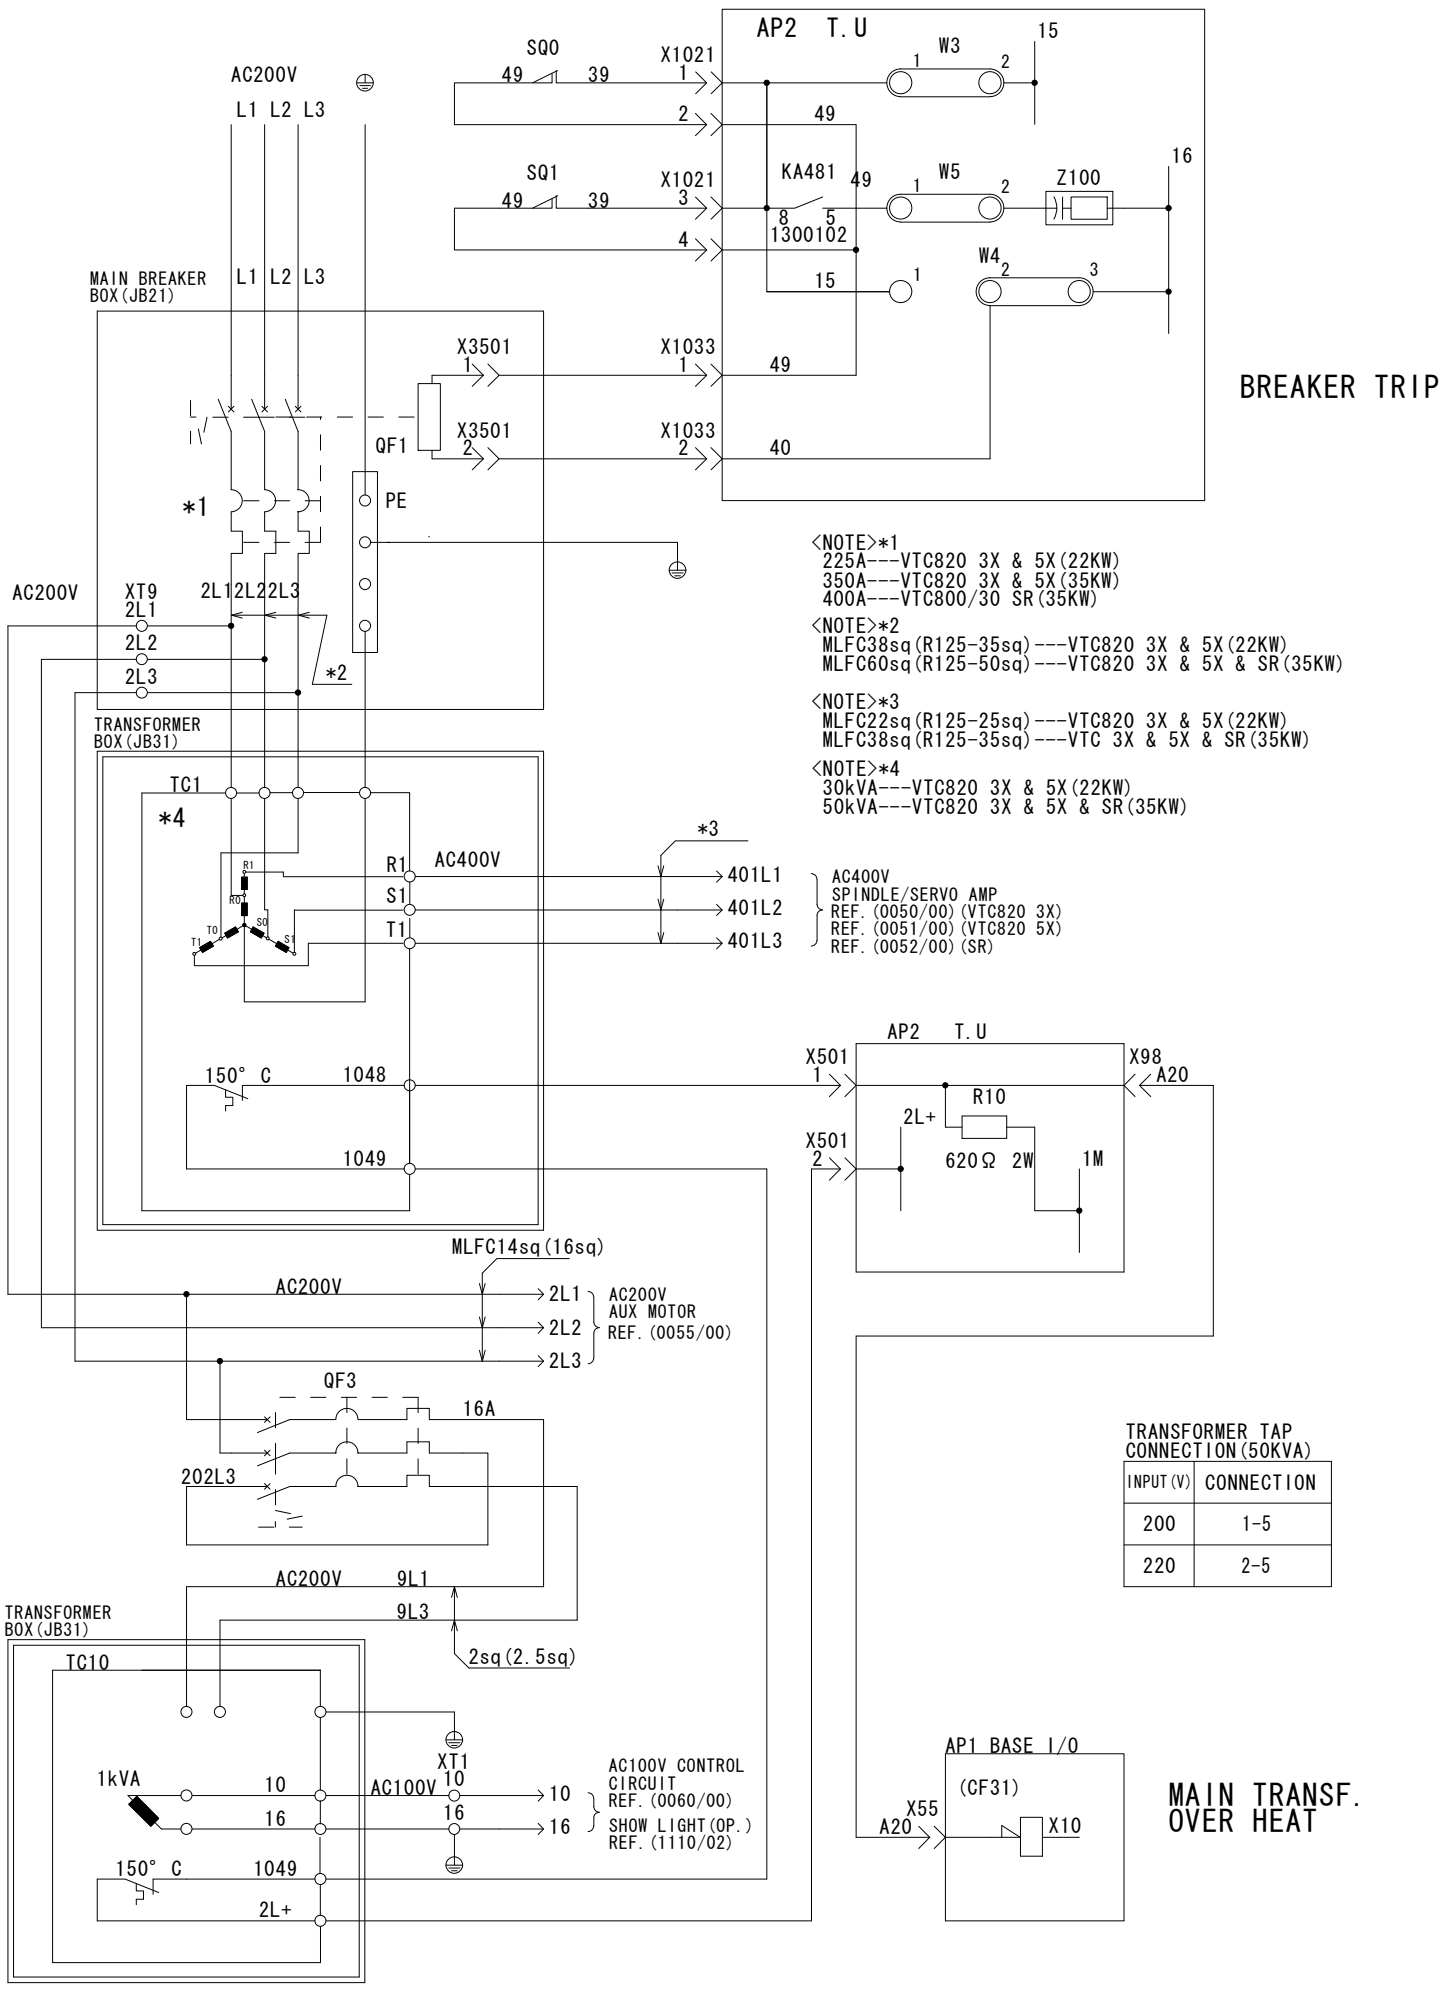 AP2 T.U
SQ0
49 39
X1021
1
1 W3 2
15
AC200V
L1 L2 L3
2
49
SQ1
49 39
X1021
3
KA481
49
8 5
1300102
1 W5 2
Z100
16
4
15
1
W4
2 3
MAIN BREAKER
BOX(JB21)
L1 L2 L3
X3501
1
X1033
1
49
BREAKER TRIP
QF1
X3501
2
X1033
2
40
*1
PE
<NOTE>*1
225A---VTC820 3X & 5X(22KW)
350A---VTC820 3X & 5X(35KW)
400A---VTC800/30 SR(35KW)
<NOTE>*2
MLFC38sq(R125-35sq)---VTC820 3X & 5X(22KW)
MLFC60sq(R125-50sq)---VTC820 3X & 5X & SR(35KW)
<NOTE>*3
MLFC22sq(R125-25sq)---VTC820 3X & 5X(22KW)
MLFC38sq(R125-35sq)---VTC 3X & 5X & SR(35KW)
<NOTE>*4
30kVA---VTC820 3X & 5X(22KW)
50kVA---VTC820 3X & 5X & SR(35KW)
AC200V
XT9
2L1
2L2
2L3
2L12L22L3
*2
TRANSFORMER
BOX(JB31)
TC1
*4
*3
R1
R0
T0
S0
T1
S1
R1
S1
T1
AC400V
401L1
401L2
401L3
AC400V
SPINDLE/SERVO AMP
REF.(0050/00)(VTC820 3X)
REF.(0051/00)(VTC820 5X)
REF.(0052/00)(SR)
AP2 T.U
150° C
1048
X501
1
X98
A20
R10
620Ω 2W
2L+
X501
2
1M
1049
MLFC14sq(16sq)
AC200V
2L1
2L2
2L3
AC200V
AUX MOTOR
REF.(0055/00)
QF3
16A
202L3
TRANSFORMER TAP
CONNECTION(50KVA)
INPUT(V) CONNECTION
200 1-5
220 2-5
AC200V
9L1
9L3
2sq(2.5sq)
TRANSFORMER
BOX(JB31)
TC10
1kVA
10
16
AC100V
XT1
10
16
10
16
AC100V CONTROL
CIRCUIT
REF.(0060/00)
SHOW LIGHT(OP.)
REF.(1110/02)
150° C
1049
2L+
AP1 BASE I/O
(CF31)
X55
A20
X10
MAIN TRANSF.
OVER HEAT